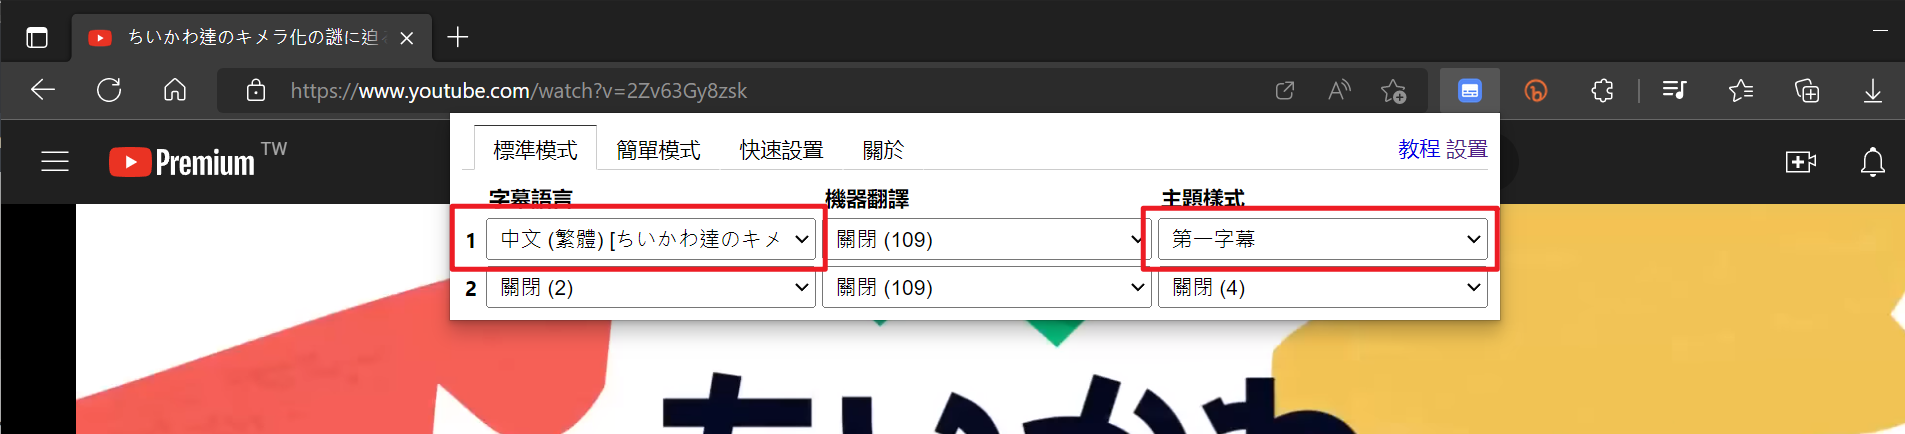 ちいかわ達のキメラ化の謎に迫
https://www.youtube.com/watch?v=2Zv63Gy8zsk
Premium TW
標準模式 簡單模式 快速設置 關於 教程 設置
字幕語言 機器翻譯 主題樣式
1 中文 (繁體) [ちいかわ達のキメ 關閉 (109) 第一字幕
2 關閉 (2) 關閉 (109) 關閉 (4)
ちいかわ